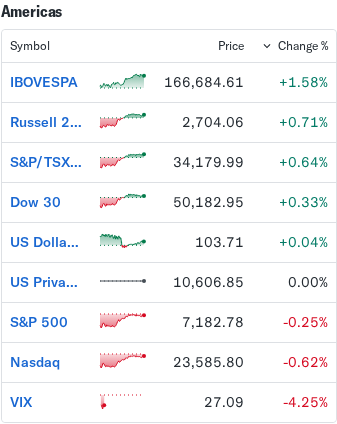 Americas
Symbol Price Change %
IBOVESPA 166,684.61 +1.58%
Russell 2... 2,704.06 +0.71%
S&P/TSX... 34,179.99 +0.64%
Dow 30 50,182.95 +0.33%
US Dolla... 103.71 +0.04%
US Priva... 10,606.85 0.00%
S&P 500 7,182.78 -0.25%
Nasdaq 23,585.80 -0.62%
VIX 27.09 -4.25%